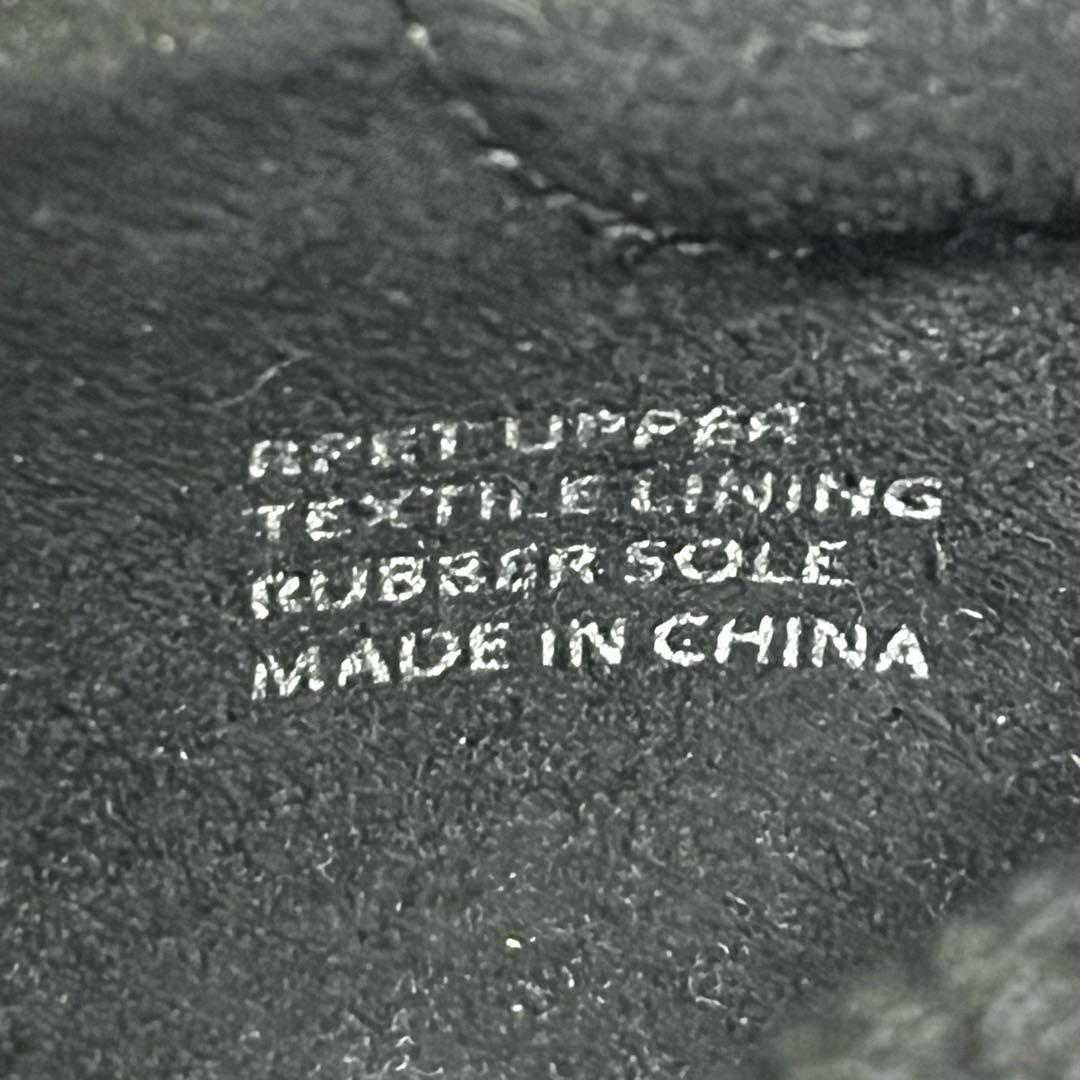 RPET UPPER
TEXTILE LINING
RUBBER SOLE
MADE IN CHINA